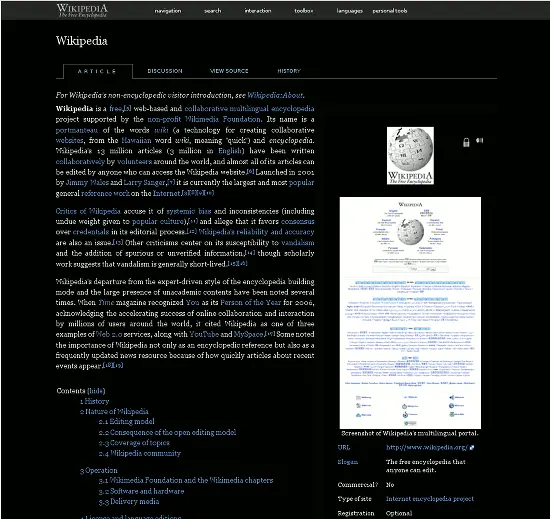 WIKIPEDIA
The Free Encyclopedia
navigation search interaction toolbox languages personal tools
Wikipedia
ARTICLE DISCUSSION VIEW SOURCE HISTORY
For Wikipedia's non-encyclopedic visitor introduction, see Wikipedia:About.
Wikipedia is a free,[5] web-based and collaborative multilingual encyclopedia
project supported by the non-profit Wikimedia Foundation. Its name is a
portmanteau of the words wiki (a technology for creating collaborative
websites, from the Hawaiian word wiki, meaning "quick") and encyclopedia.
Wikipedia's 13 million articles (3 million in English) have been written
collaboratively by volunteers around the world, and almost all of its articles can
be edited by anyone who can access the Wikipedia website.[6] Launched in 2001
by Jimmy Wales and Larry Sanger,[7] it is currently the largest and most popular
general reference work on the Internet.[3][8][9][10]
Critics of Wikipedia accuse it of systemic bias and inconsistencies (including
undue weight given to popular culture),[11] and allege that it favors consensus
over credentials in its editorial process.[12] Wikipedia's reliability and accuracy
are also an issue.[13] Other criticisms center on its susceptibility to vandalism
and the addition of spurious or unverified information,[14] though scholarly
work suggests that vandalism is generally short-lived.[15][16]
Wikipedia's departure from the expert-driven style of the encyclopedia building
mode and the large presence of unacademic contents have been noted several
times. When Time magazine recognized You as its Person of the Year for 2006,
acknowledging the accelerating success of online collaboration and interaction
by millions of users around the world, it cited Wikipedia as one of three
examples of Web 2.0 services, along with YouTube and MySpace.[17] Some noted
the importance of Wikipedia not only as an encyclopedic reference but also as a
frequently updated news resource because of how quickly articles about recent
events appear.[18][19]
Contents [hide]
1 History
2 Nature of Wikipedia
2.1 Editing model
2.2 Consequence of the open editing model
2.3 Coverage of topics
2.4 Wikipedia community
3 Operation
3.1 Wikimedia Foundation and the Wikimedia chapters
3.2 Software and hardware
3.3 Delivery media
4 License and language editions
WIKIPEDIA
The Free Encyclopedia
WIKIPEDIA
Screenshot of Wikipedia's multilingual portal.
URL http://www.wikipedia.org/
Slogan The free encyclopedia that
anyone can edit.
Commercial? No
Type of site Internet encyclopedia project
Registration Optional